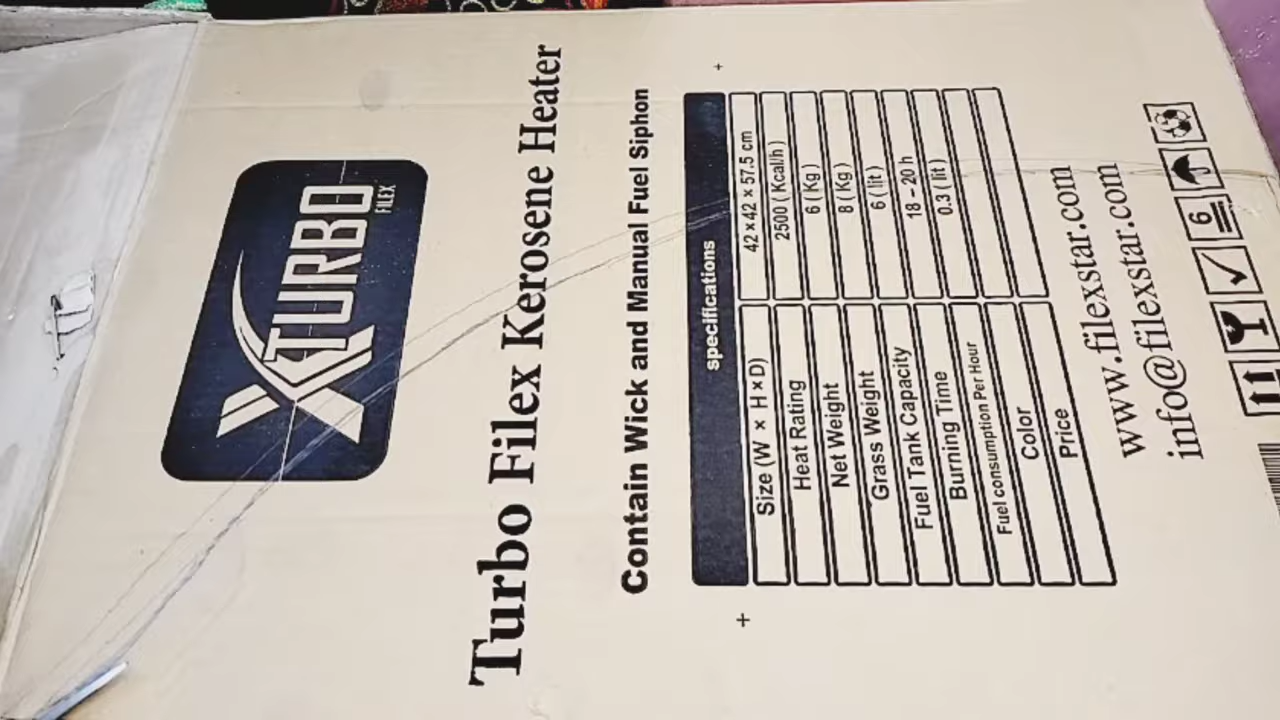 XTURBO
FILEX
Turbo Filex Kerosene Heater
Contain Wick and Manual Fuel Siphon
specifications
Size (W × H×D) 42 × 42 × 57.5 cm
Heat Rating 2500 ( Kcal/h )
Net Weight 6 ( Kg )
Grass Weight 8 ( Kg )
Fuel Tank Capacity 6 ( lit )
Burning Time 18 - 20 h
Fuel consumption Per Hour 0.3 ( lit )
Color
Price
www.filexstar.com
info@filexstar.com
6